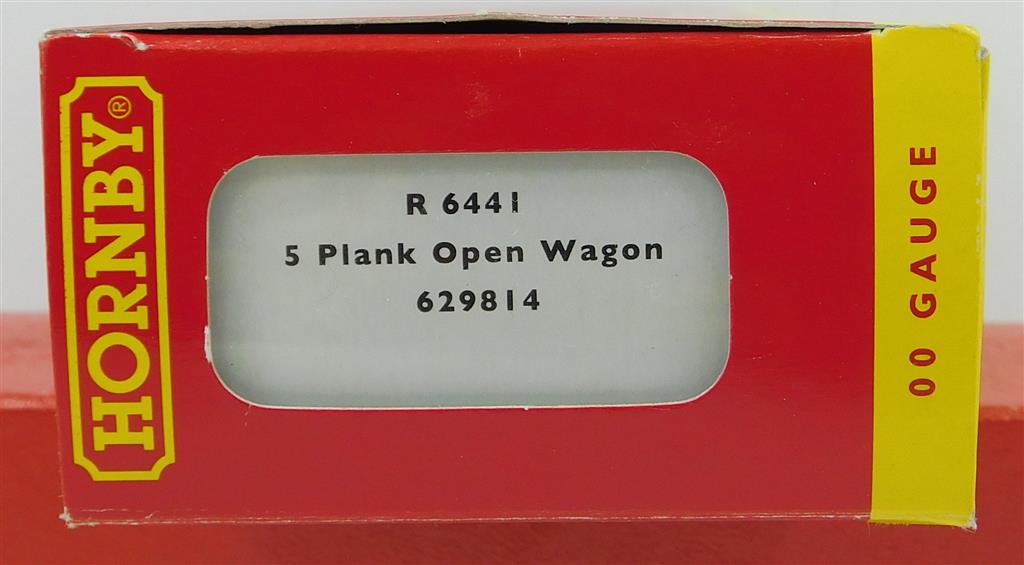 HORNBY®
R 6441
5 Plank Open Wagon
629814
00 GAUGE